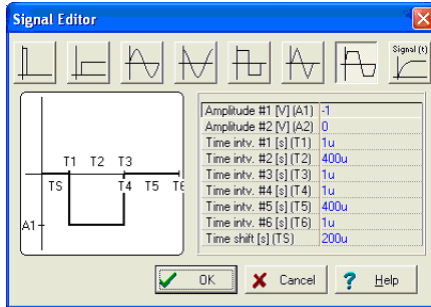 Signal Editor
Signal (t)
T1 T2 T3
TS T4 T5 T6
A1
Amplitude #1 [V] (A1) -1
Amplitude #2 [V] (A2) 0
Time intv. #1 [s] (T1) 1u
Time intv. #2 [s] (T2) 400u
Time intv. #3 [s] (T3) 1u
Time intv. #4 [s] (T4) 1u
Time intv. #5 [s] (T5) 400u
Time intv. #6 [s] (T6) 1u
Time shift [s] (TS) 200u
OK Cancel ? Help